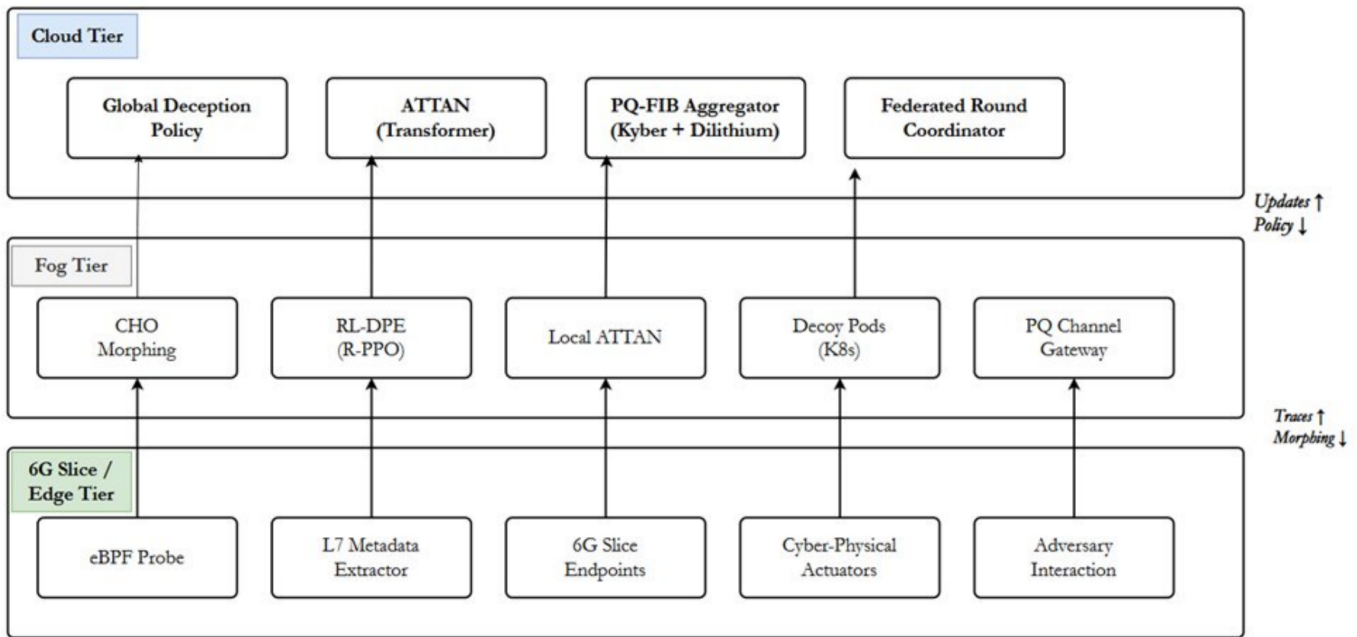 Cloud Tier
Global Deception
Policy
ATTAN
(Transformer)
PQ-FIB Aggregator
(Kyber + Dilithium)
Federated Round
Coordinator
Updates ↑
Policy ↓
Fog Tier
CHO
Morphing
RL-DPE
(R-PPO)
Local ATTAN
Decoy Pods
(K8s)
PQ Channel
Gateway
Traces ↑
Morphing ↓
6G Slice /
Edge Tier
eBPF Probe
L7 Metadata
Extractor
6G Slice
Endpoints
Cyber-Physical
Actuators
Adversary
Interaction